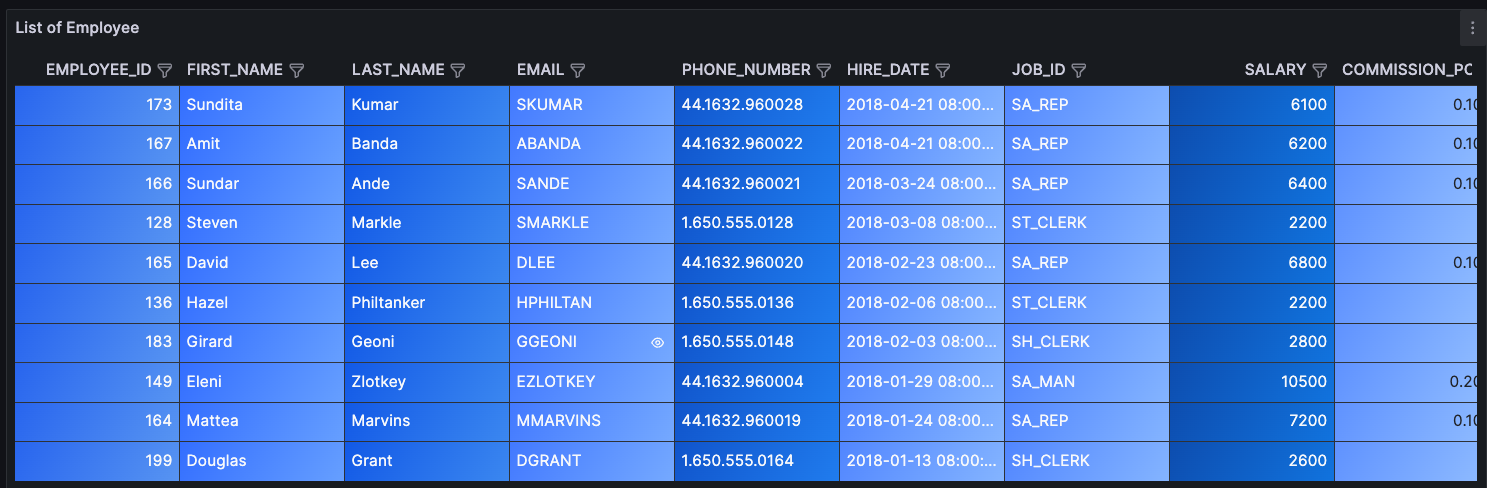 List of Employee
EMPLOYEE_ID FIRST_NAME LAST_NAME EMAIL PHONE_NUMBER HIRE_DATE JOB_ID SALARY COMMISSION_PC
173 Sundita Kumar SKUMAR 44.1632.960028 2018-04-21 08:00... SA_REP 6100 0.10
167 Amit Banda ABANDA 44.1632.960022 2018-04-21 08:00... SA_REP 6200 0.10
166 Sundar Ande SANDE 44.1632.960021 2018-03-24 08:00... SA_REP 6400 0.10
128 Steven Markle SMARKLE 1.650.555.0128 2018-03-08 08:00... ST_CLERK 2200
165 David Lee DLEE 44.1632.960020 2018-02-23 08:00... SA_REP 6800 0.10
136 Hazel Philtanker HPHILTAN 1.650.555.0136 2018-02-06 08:00... ST_CLERK 2200
183 Girard Geoni GGEONI 1.650.555.0148 2018-02-03 08:00... SH_CLERK 2800
149 Eleni Zlotkey EZLOTKEY 44.1632.960004 2018-01-29 08:00... SA_MAN 10500 0.20
164 Mattea Marvins MMARVINS 44.1632.960019 2018-01-24 08:00... SA_REP 7200 0.10
199 Douglas Grant DGRANT 1.650.555.0164 2018-01-13 08:00:... SH_CLERK 2600